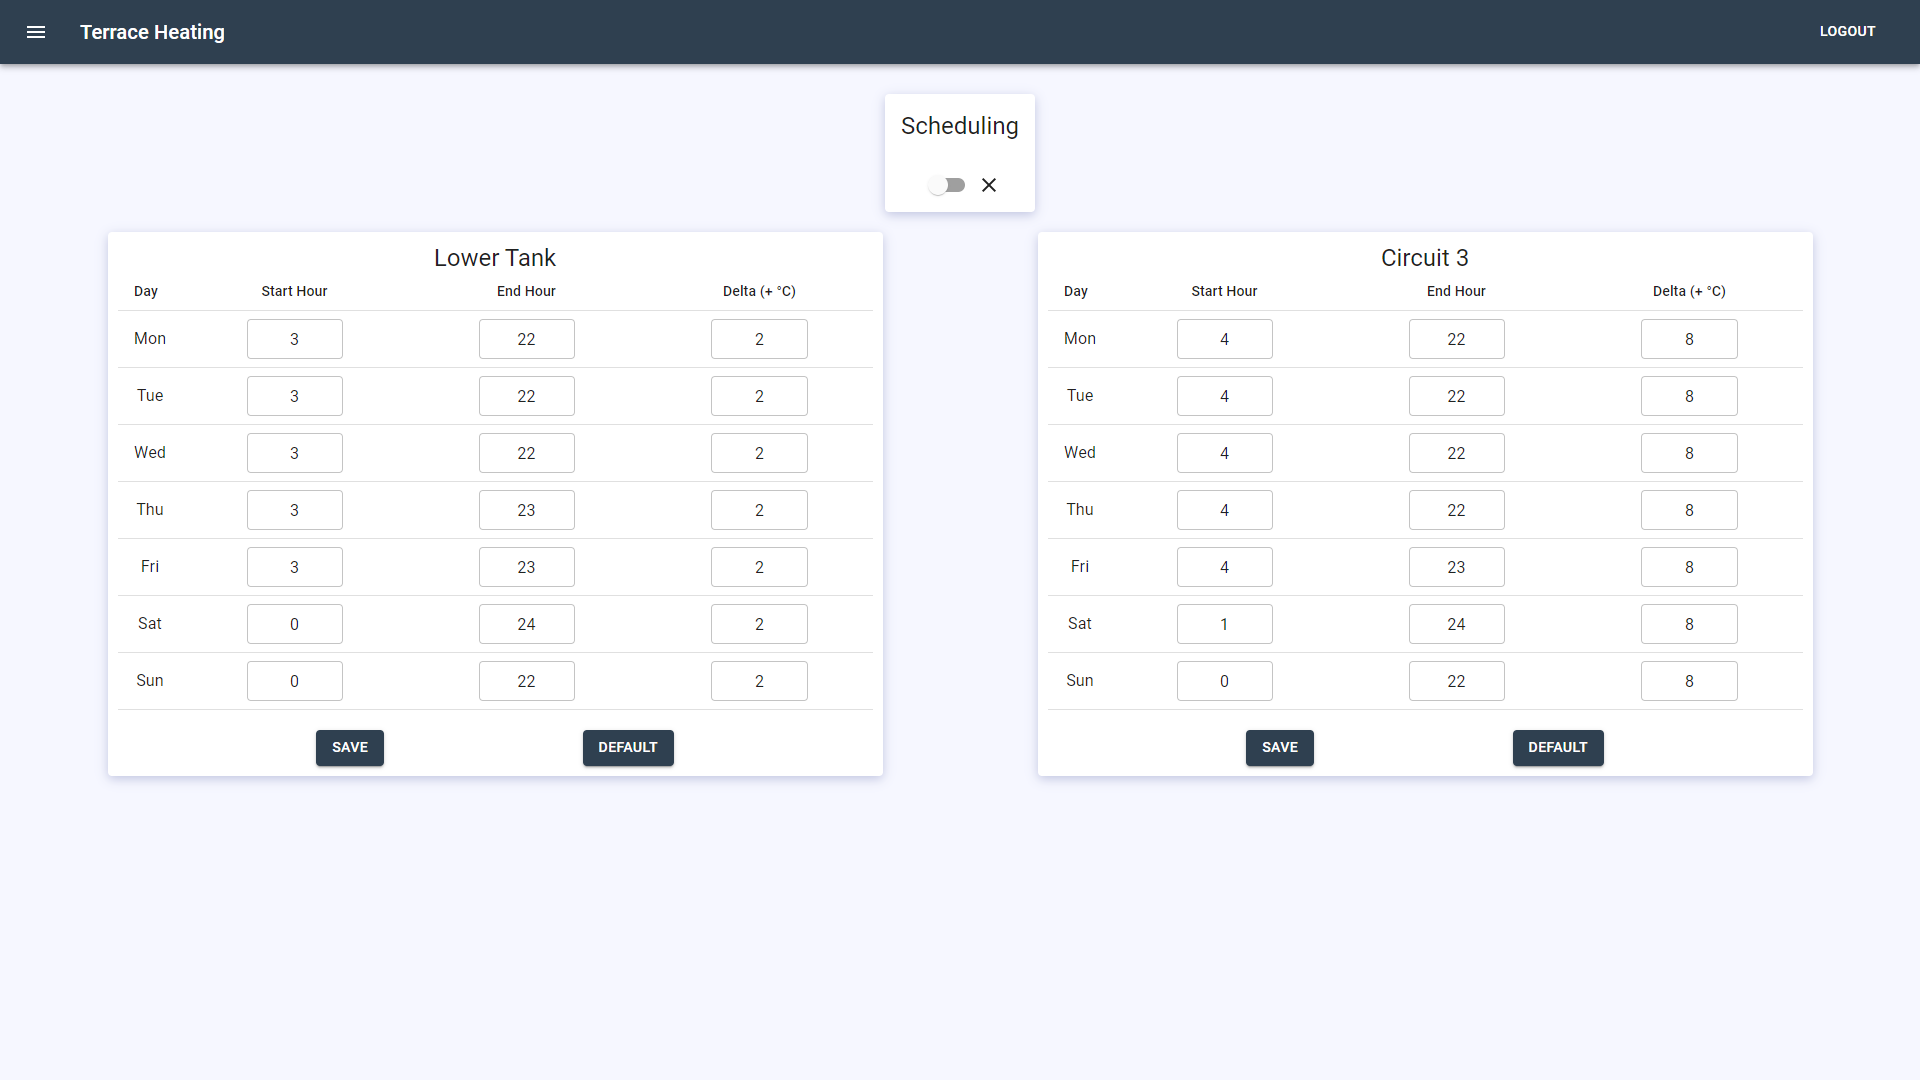 Terrace Heating LOGOUT
Scheduling
Lower Tank
Day Start Hour End Hour Delta (+ °C)
Mon 3 22 2
Tue 3 22 2
Wed 3 22 2
Thu 3 23 2
Fri 3 23 2
Sat 0 24 2
Sun 0 22 2
SAVE DEFAULT
Circuit 3
Day Start Hour End Hour Delta (+ °C)
Mon 4 22 8
Tue 4 22 8
Wed 4 22 8
Thu 4 22 8
Fri 4 23 8
Sat 1 24 8
Sun 0 22 8
SAVE DEFAULT